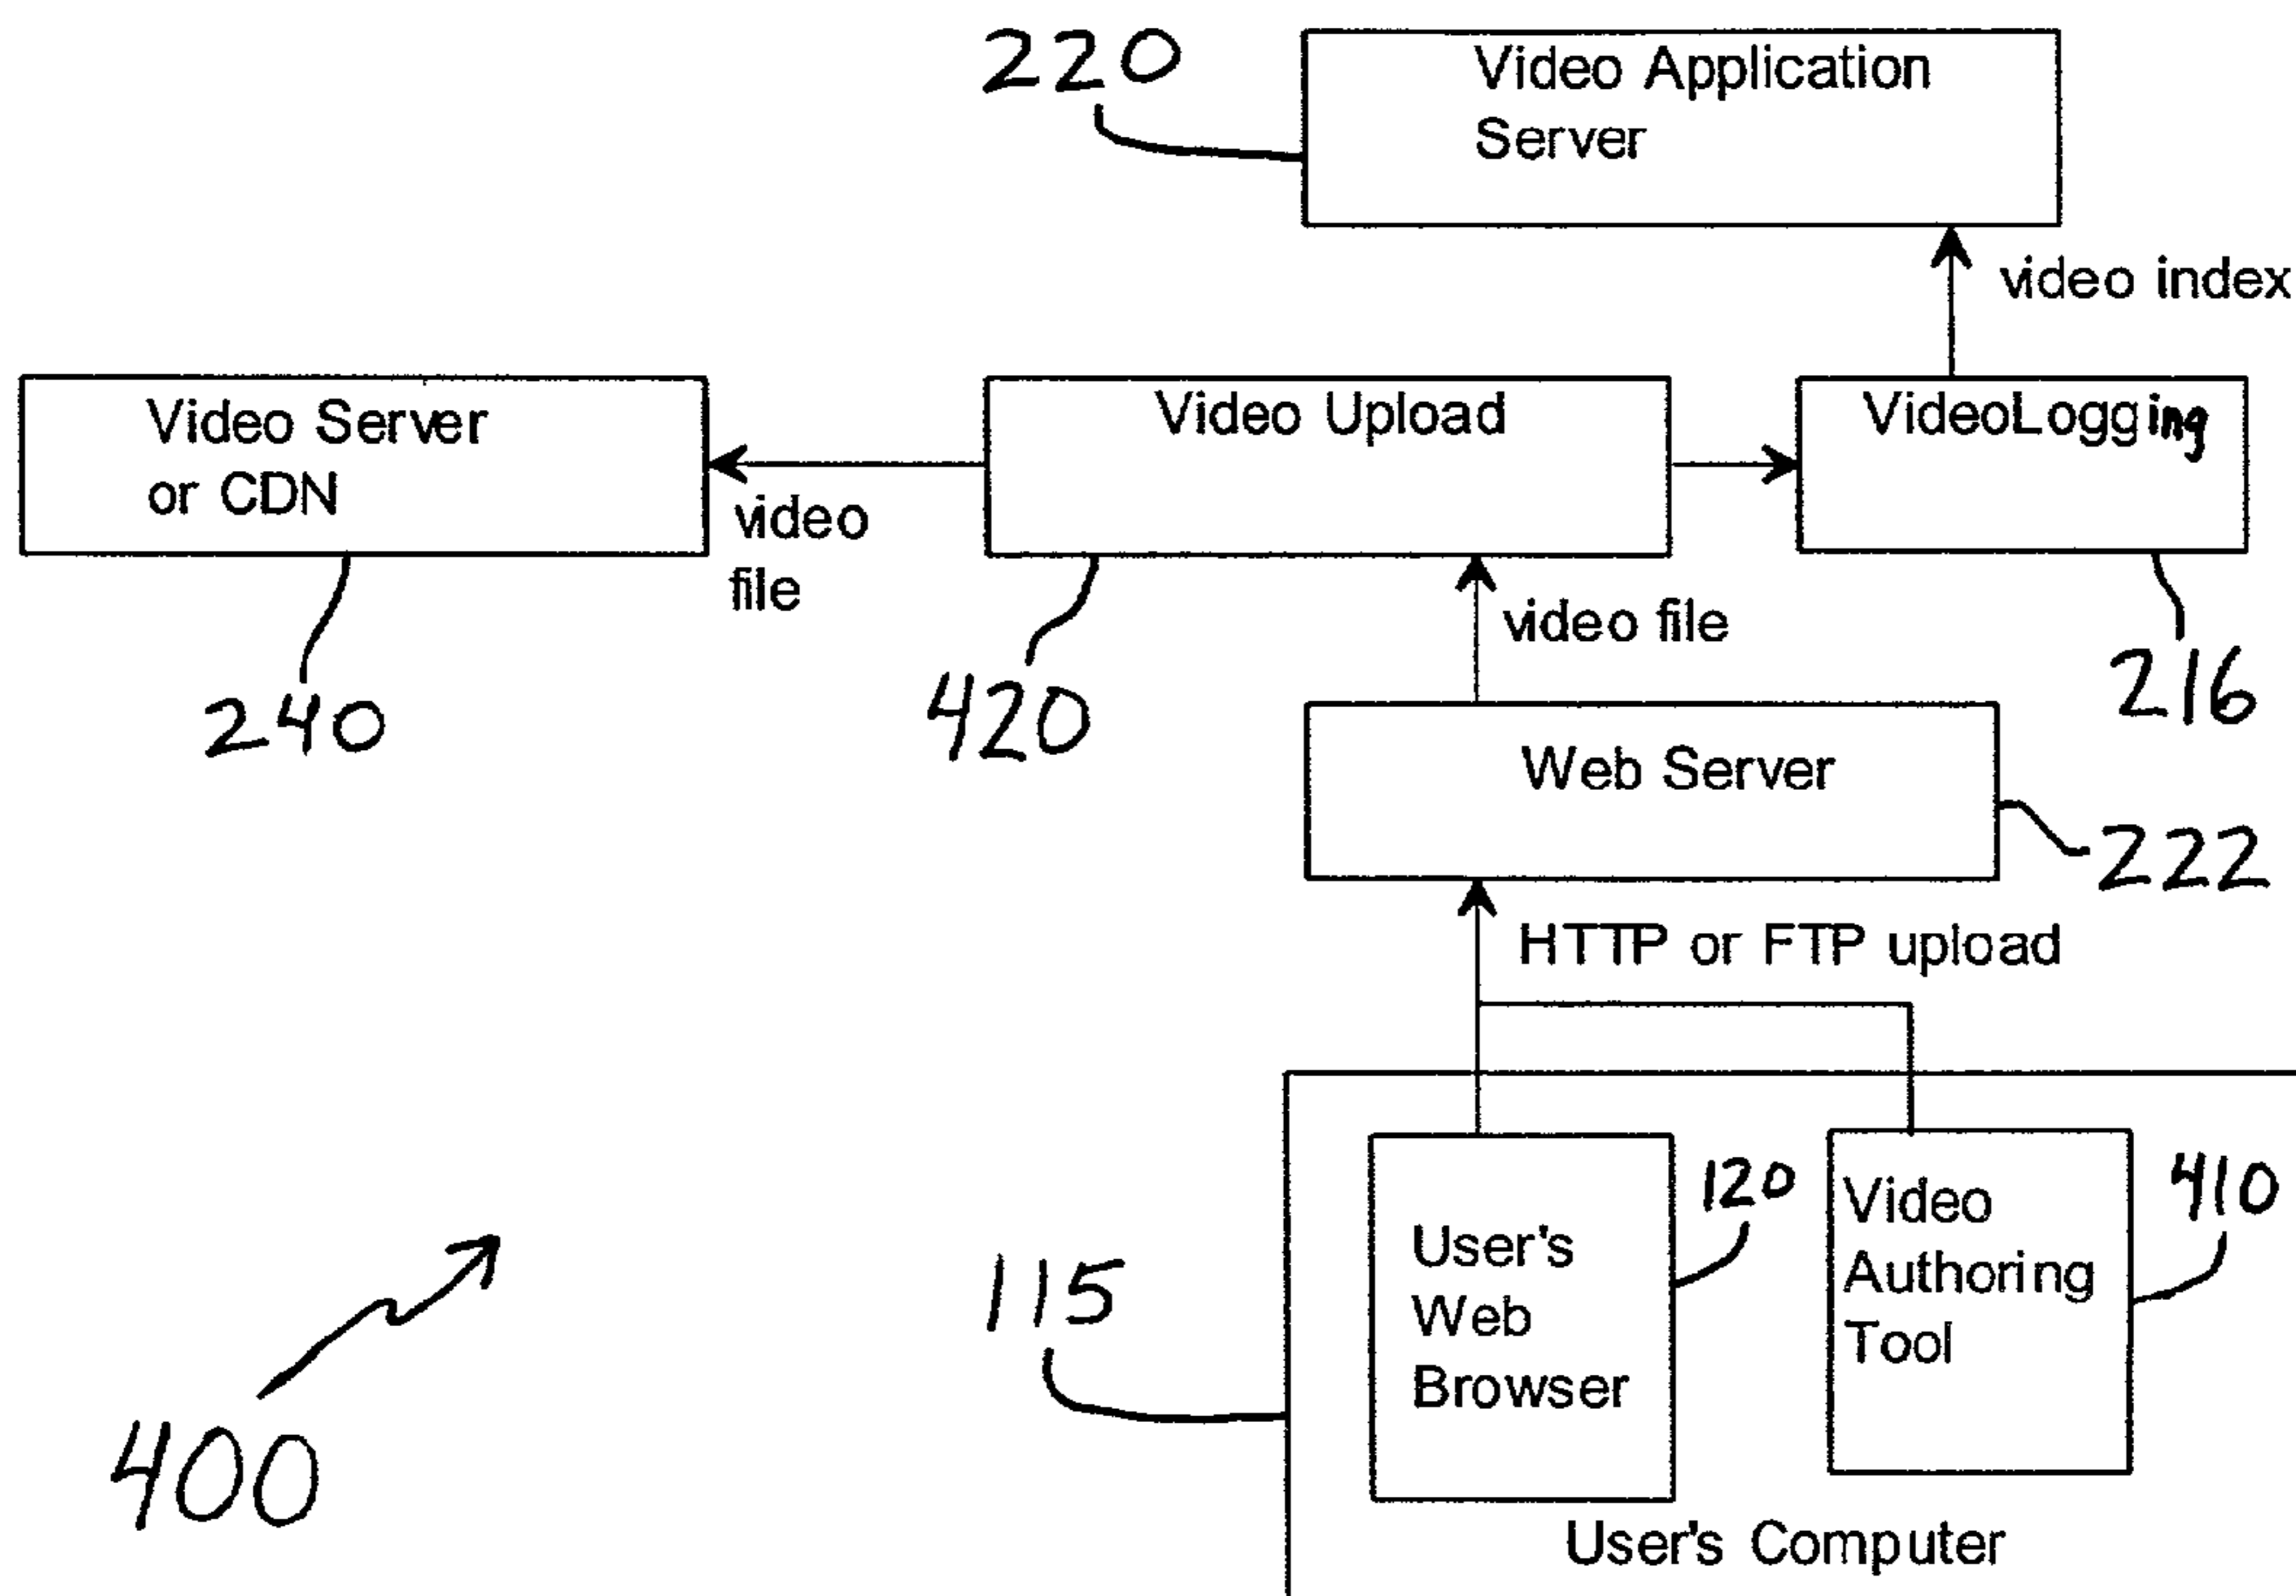 220
Video Application
Server
video index
Video Server
or CDN
video
file
Video Upload
VideoLogging
240
420
video file
216
Web Server
222
HTTP or FTP upload
115
User's
Web
Browser
120
Video
Authoring
Tool
410
User's Computer
400